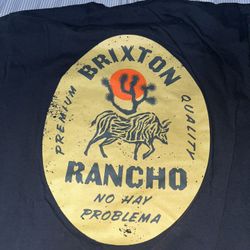 BRIXTON
PREMIUM
QUALITY
RANCHO
NO HAY
PROBLEMA